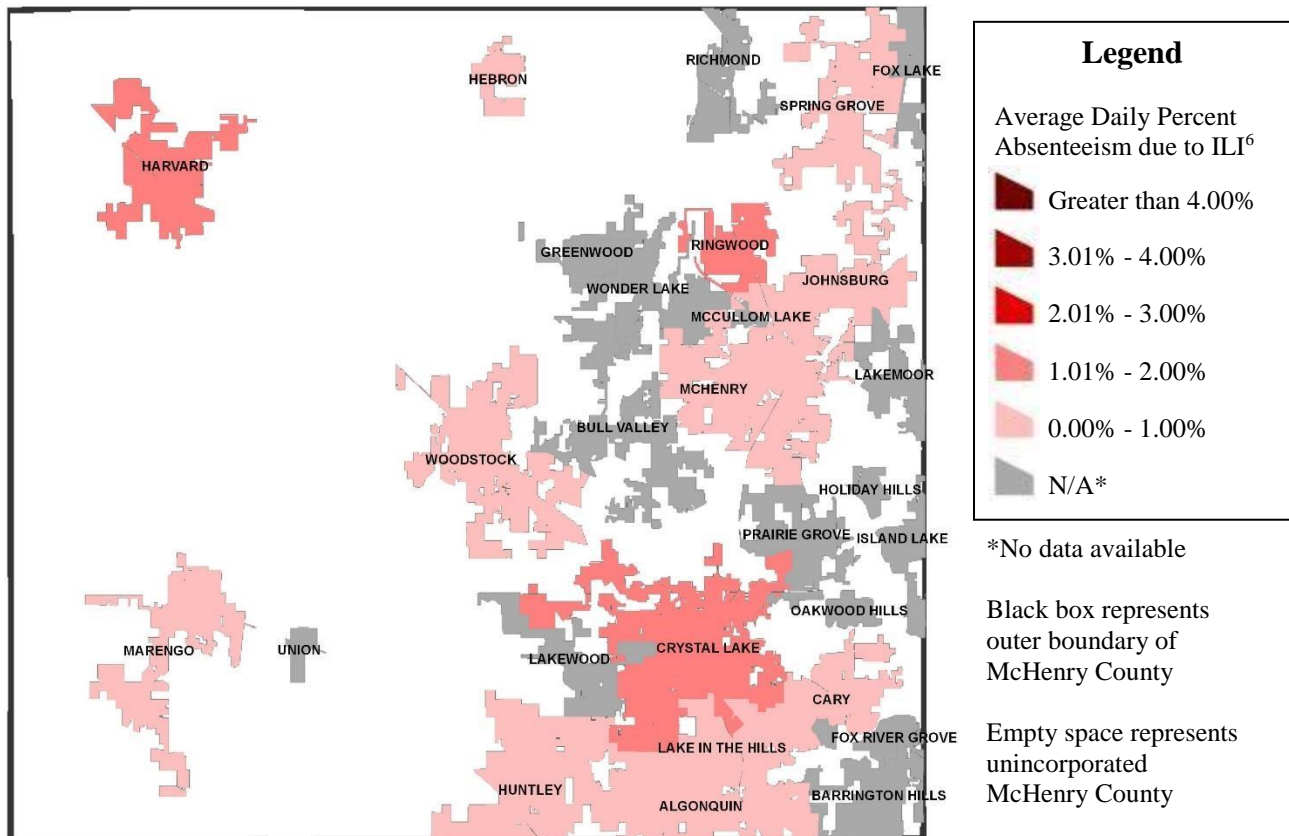 RICHMOND
FOX LAKE
HEBRON
SPRING GROVE
HARVARD
GREENWOOD
RINGWOOD
JOHNSBURG
WONDER LAKE
MCCULLOM LAKE
LAKEMOOR
MCHENRY
BULL VALLEY
WOODSTOCK
HOLIDAY HILLS
PRAIRIE GROVE
ISLAND LAKE
OAKWOOD HILLS
MARENGO
UNION
LAKEWOOD
CRYSTAL LAKE
CARY
FOX RIVER GROVE
LAKE IN THE HILLS
HUNTLEY
ALGONQUIN
BARRINGTON HILLS
Legend
Average Daily Percent
Absenteeism due to ILI⁶
Greater than 4.00%
3.01% - 4.00%
2.01% - 3.00%
1.01% - 2.00%
0.00% - 1.00%
N/A*
*No data available
Black box represents
outer boundary of
McHenry County
Empty space represents
unincorporated
McHenry County